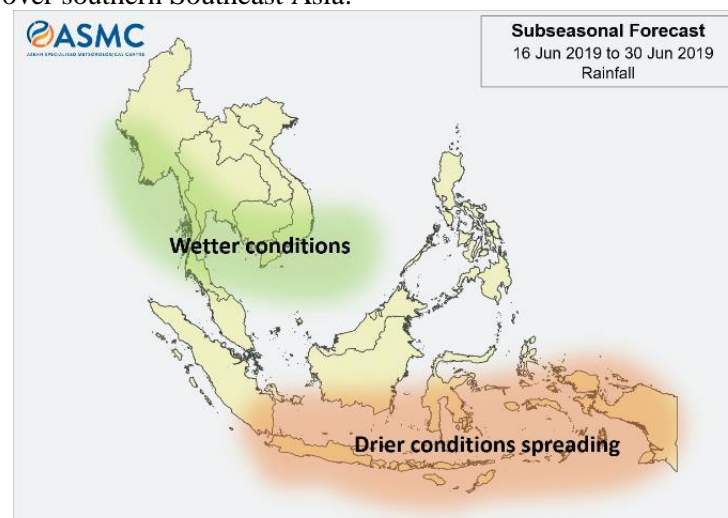 over southern Southeast Asia.
ASMC
ASEAN SPECIALISED METEOROLOGICAL CENTRE
Subseasonal Forecast
16 Jun 2019 to 30 Jun 2019
Rainfall
Wetter conditions
Drier conditions spreading